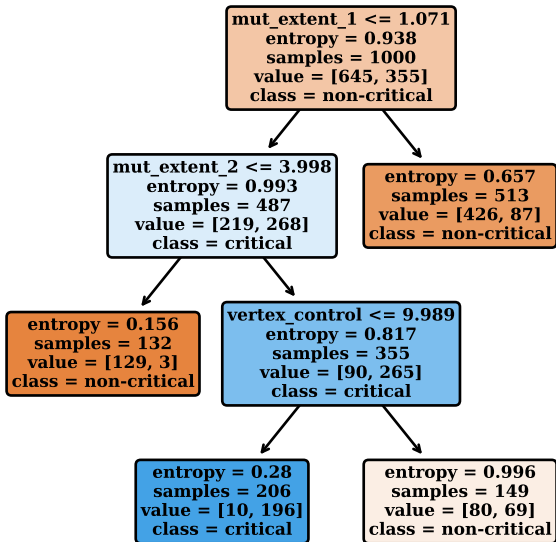 mut_extent_1 <= 1.071
entropy = 0.938
samples = 1000
value = [645, 355]
class = non-critical
mut_extent_2 <= 3.998
entropy = 0.993
samples = 487
value = [219, 268]
class = critical
entropy = 0.657
samples = 513
value = [426, 87]
class = non-critical
entropy = 0.156
samples = 132
value = [129, 3]
class = non-critical
vertex_control <= 9.989
entropy = 0.817
samples = 355
value = [90, 265]
class = critical
entropy = 0.28
samples = 206
value = [10, 196]
class = critical
entropy = 0.996
samples = 149
value = [80, 69]
class = non-critical